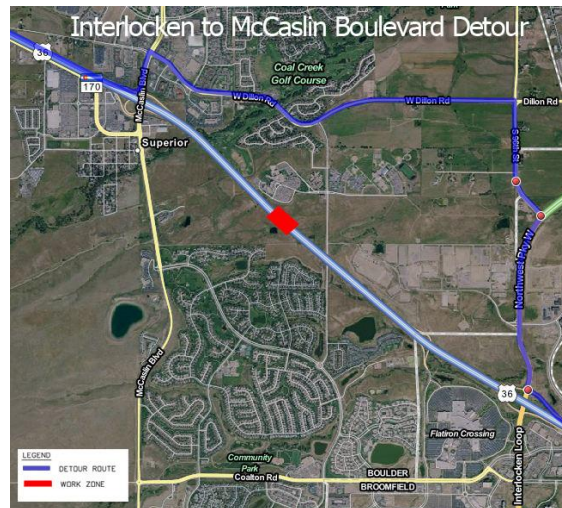 Interlocken to McCaslin Boulevard Detour
36
170
McCaslin Blvd
Coal Creek
Golf Course
W Dillon Rd
W Dillon Rd
Dillon Rd
S 96th St
Superior
Northwest Pky W
McCaslin Blvd
36
Flatiron Crossing
Interlocken Loop
Community
Park
Coalton Rd
BOULDER
BROOMFIELD
LEGEND
DETOUR ROUTE
WORK ZONE